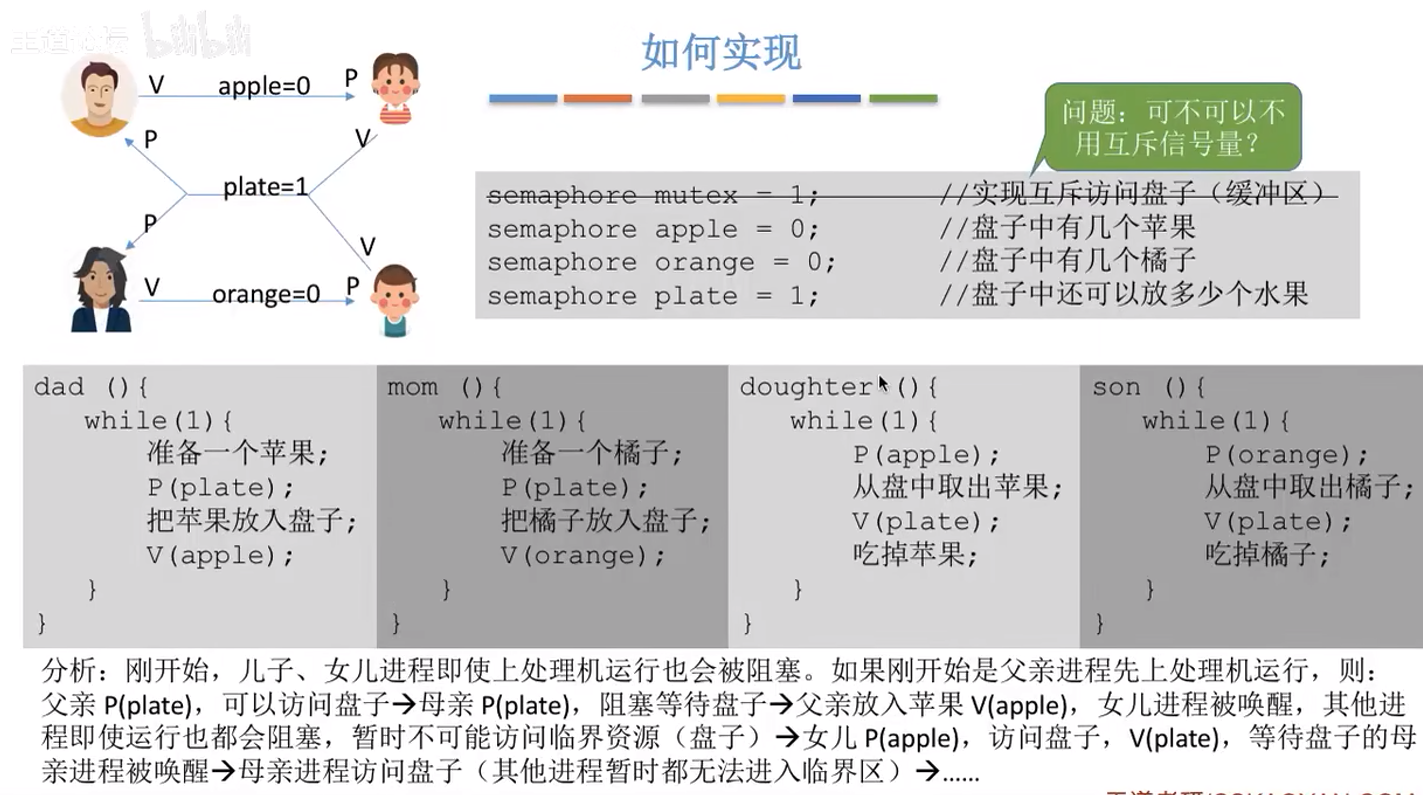 王道论坛 bilibili
如何实现
V apple=0 P
P V
plate=1
P V
V orange=0 P
问题：可不可以不
用互斥信号量？
semaphore mutex = 1; //实现互斥访问盘子（缓冲区）
semaphore apple = 0; //盘子中有几个苹果
semaphore orange = 0; //盘子中有几个橘子
semaphore plate = 1; //盘子中还可以放多少个水果
dad (){
while(1){
准备一个苹果;
P(plate);
把苹果放入盘子;
V(apple);
}
}
mom (){
while(1){
准备一个橘子;
P(plate);
把橘子放入盘子;
V(orange);
}
}
doughter (){
while(1){
P(apple);
从盘中取出苹果;
V(plate);
吃掉苹果;
}
}
son (){
while(1){
P(orange);
从盘中取出橘子;
V(plate);
吃掉橘子;
}
}
分析：刚开始，儿子、女儿进程即使上处理机运行也会被阻塞。如果刚开始是父亲进程先上处理机运行，则：
父亲 P(plate)，可以访问盘子→母亲 P(plate)，阻塞等待盘子→父亲放入苹果 V(apple)，女儿进程被唤醒，其他进
程即使运行也都会阻塞，暂时不可能访问临界资源（盘子）→女儿 P(apple)，访问盘子，V(plate)，等待盘子的母
亲进程被唤醒→母亲进程访问盘子（其他进程暂时都无法进入临界区）→……